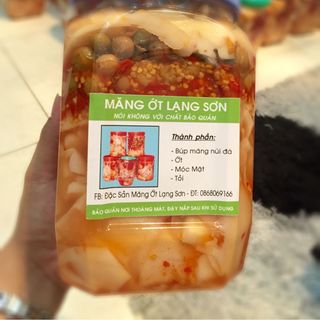 MĂNG ỚT LẠNG SƠN
NÓI KHÔNG VỚI CHẤT BẢO QUẢN
Thành phần:
- Búp măng núi đá
- Ớt
- Móc Mật
- Tỏi
FB: Đặc Sản Măng Ớt Lạng Sơn - ĐT: 0868069166
BẢO QUẢN NƠI THOÁNG MÁT, ĐẬY NẮP SAU KHI SỬ DỤNG